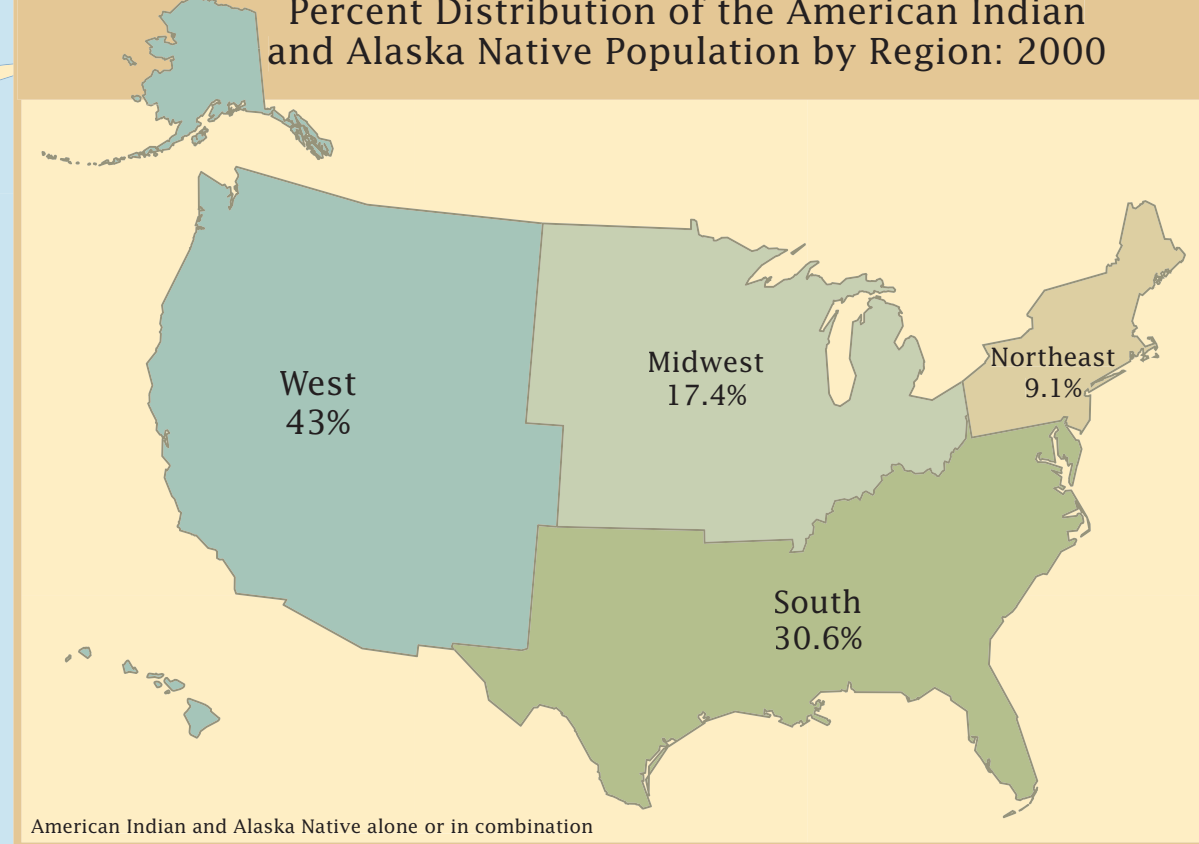 Percent Distribution of the American Indian
and Alaska Native Population by Region: 2000
West
43%
Midwest
17.4%
Northeast
9.1%
South
30.6%
American Indian and Alaska Native alone or in combination